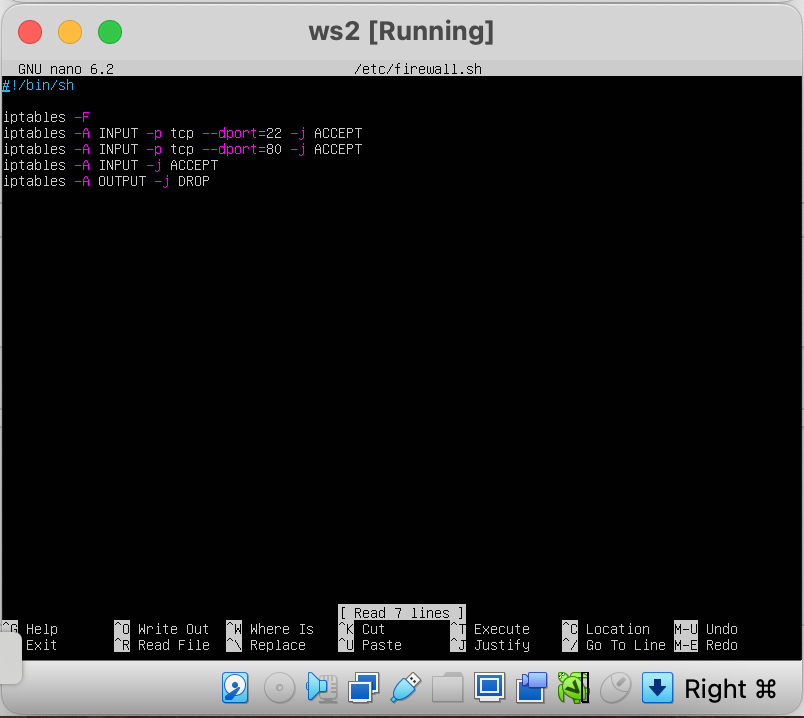 ws2 [Running]
GNU nano 6.2 /etc/firewall.sh
#!/bin/sh
iptables -F
iptables -A INPUT -p tcp --dport=22 -j ACCEPT
iptables -A INPUT -p tcp --dport=80 -j ACCEPT
iptables -A INPUT -j ACCEPT
iptables -A OUTPUT -j DROP
[ Read 7 lines ]
^G Help ^O Write Out ^W Where Is ^K Cut ^T Execute ^C Location M-U Undo
Exit ^R Read File ^\ Replace ^U Paste ^J Justify ^/ Go To Line M-E Redo
Right ⌘